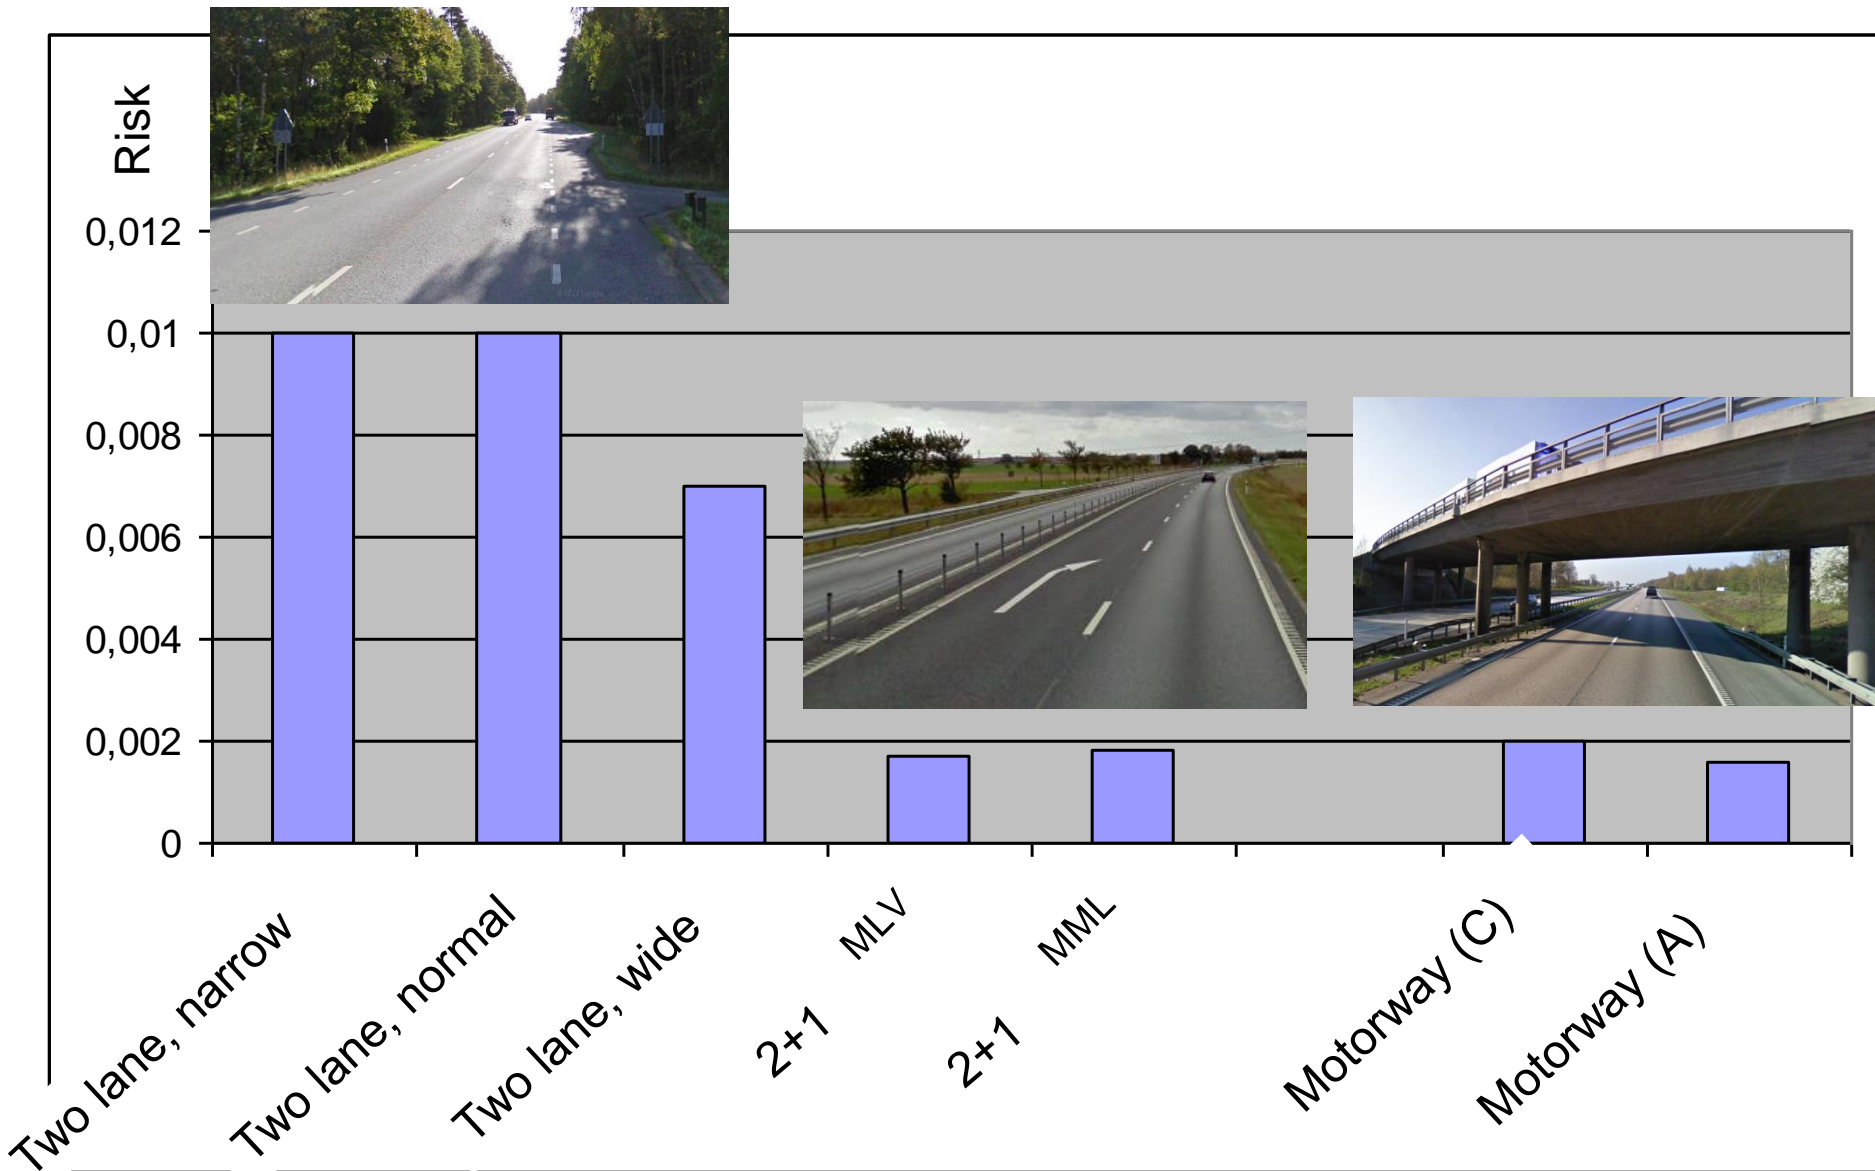 Risk
0,012
0,01
0,008
0,006
0,004
0,002
0
Two lane, narrow
Two lane, normal
Two lane, wide
2+1 MLV
2+1 MML
Motorway (C)
Motorway (A)